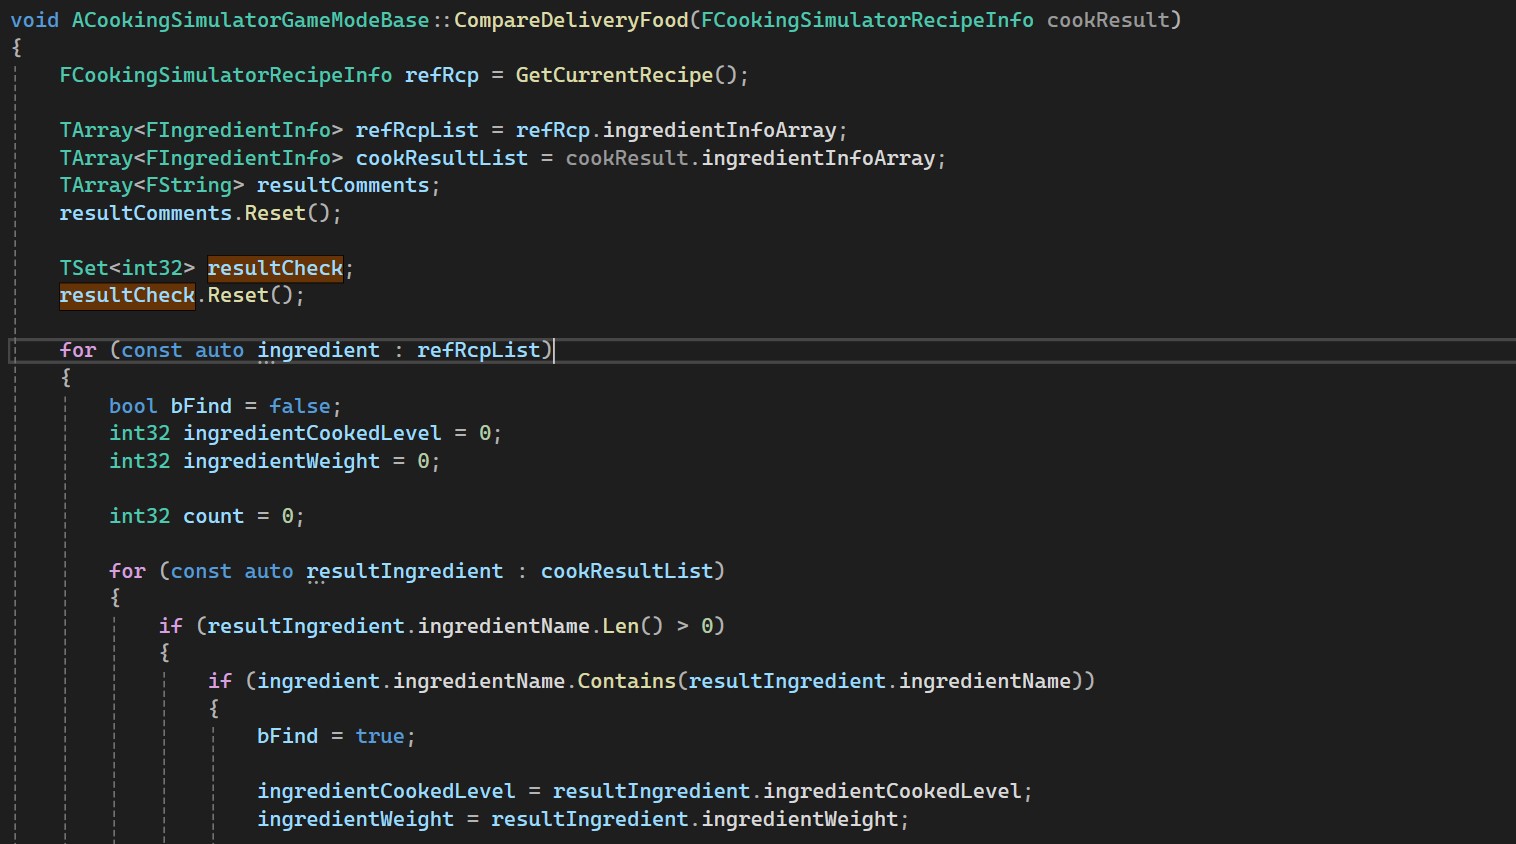 void ACookingSimulatorGameModeBase::CompareDeliveryFood(FCookingSimulatorRecipeInfo cookResult)
{
FCookingSimulatorRecipeInfo refRcp = GetCurrentRecipe();
TArray<FIngredientInfo> refRcpList = refRcp.ingredientInfoArray;
TArray<FIngredientInfo> cookResultList = cookResult.ingredientInfoArray;
TArray<FString> resultComments;
resultComments.Reset();
TSet<int32> resultCheck;
resultCheck.Reset();
for (const auto ingredient : refRcpList)
{
bool bFind = false;
int32 ingredientCookedLevel = 0;
int32 ingredientWeight = 0;
int32 count = 0;
for (const auto resultIngredient : cookResultList)
{
if (resultIngredient.ingredientName.Len() > 0)
{
if (ingredient.ingredientName.Contains(resultIngredient.ingredientName))
{
bFind = true;
ingredientCookedLevel = resultIngredient.ingredientCookedLevel;
ingredientWeight = resultIngredient.ingredientWeight;